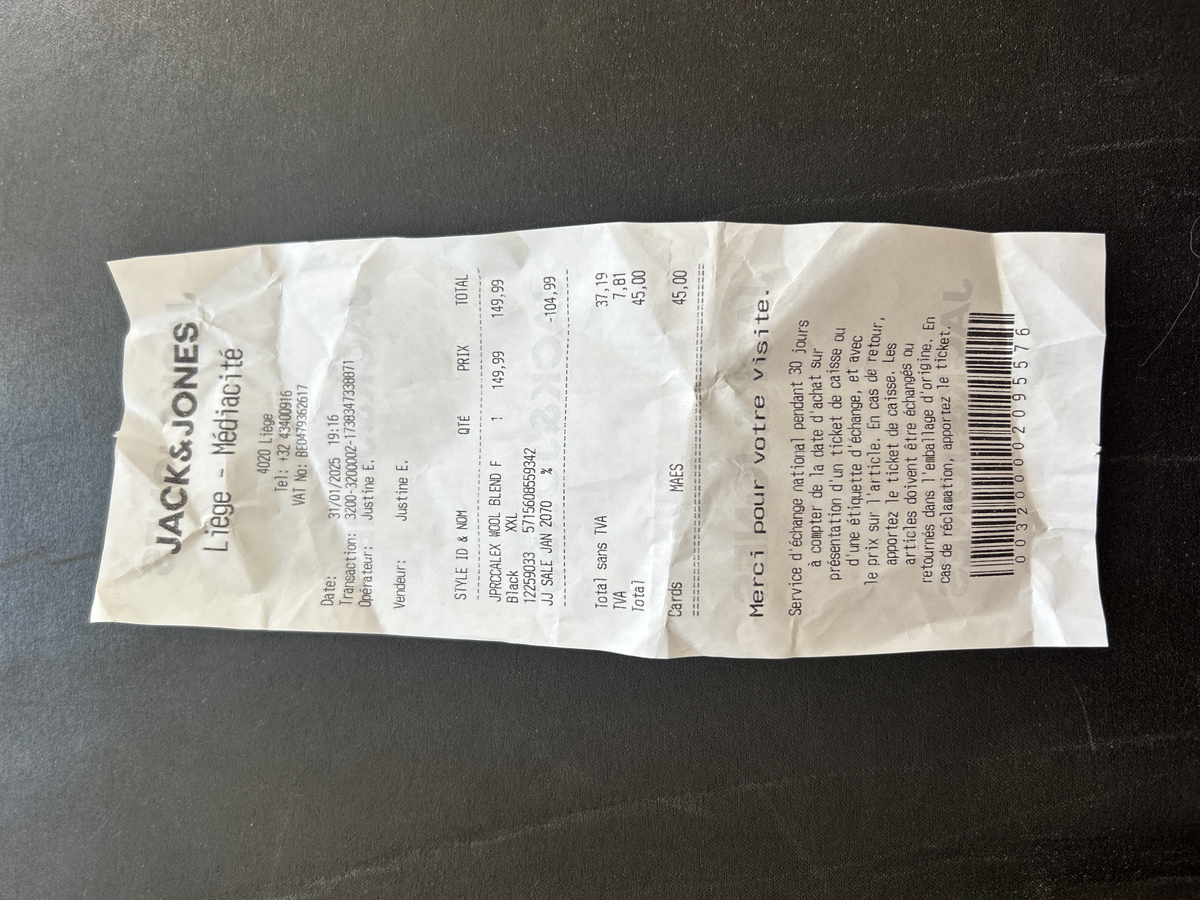 JACK&JONES
Liège - Médiacité
4020 Liège
Tel: +32 43400916
VAT No: BE0479362617
Date: 31/01/2025 19:16
Transaction: 3200-3200002-1738347338871
Opérateur: Justine E.
Vendeur: Justine E.
STYLE ID & NOM QTÉ PRIX TOTAL
JPRCCALEX WOOL BLEND F 1 149,99 149,99
Black XXL
12259033 5715608559342
JJ SALE JAN 2070 % -104,99
Total sans TVA 37,19
TVA 7,81
Total 45,00
Cards MAES 45,00
Merci pour votre visite.
Service d'échange national pendant 30 jours
à compter de la date d'achat sur
présentation d'un ticket de caisse ou
d'une étiquette d'échange, et avec
le prix sur l'article. En cas de retour,
apportez le ticket de caisse. Les
articles doivent être échangés ou
retournés dans l'emballage d'origine. En
cas de réclamation, apportez le ticket.
0032000002095576